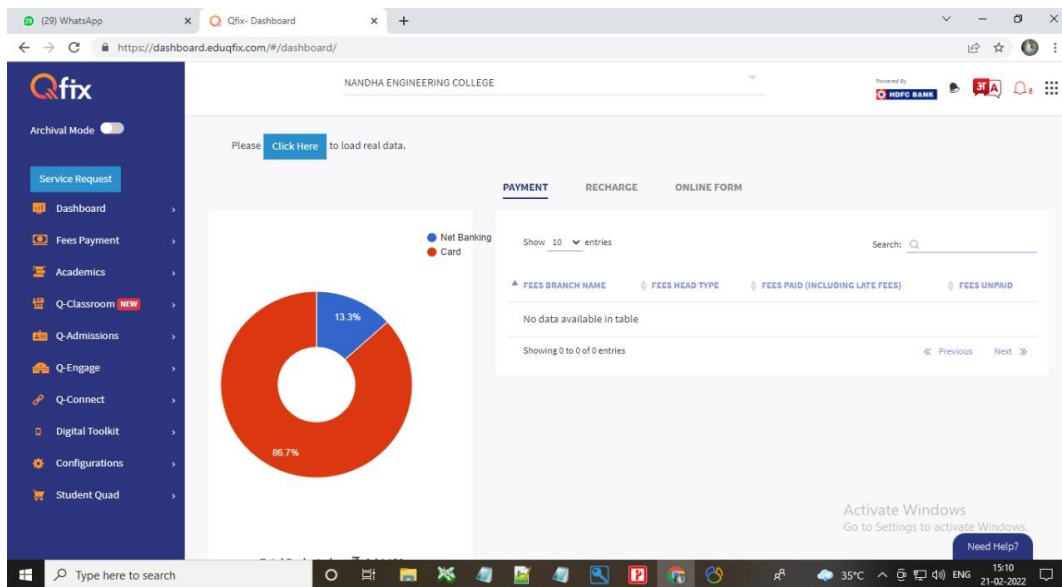 (29) WhatsApp
Qfix- Dashboard
https://dashboard.eduqfix.com/#/dashboard/
Qfix
NANDHA ENGINEERING COLLEGE
Powered By
HDFC BANK
अ A
8
Archival Mode
Please Click Here to load real data.
Service Request
Dashboard
Fees Payment
Academics
Q-Classroom NEW
Q-Admissions
Q-Engage
Q-Connect
Digital Toolkit
Configurations
Student Quad
PAYMENT RECHARGE ONLINE FORM
Net Banking
Card
13.3%
86.7%
Show 10 entries
Search:
FEES BRANCH NAME FEES HEAD TYPE FEES PAID (INCLUDING LATE FEES) FEES UNPAID
No data available in table
Showing 0 to 0 of 0 entries
Previous Next
Activate Windows
Go to Settings to activate Windows.
Need Help?
Type here to search
35°C
ENG
15:10
21-02-2022